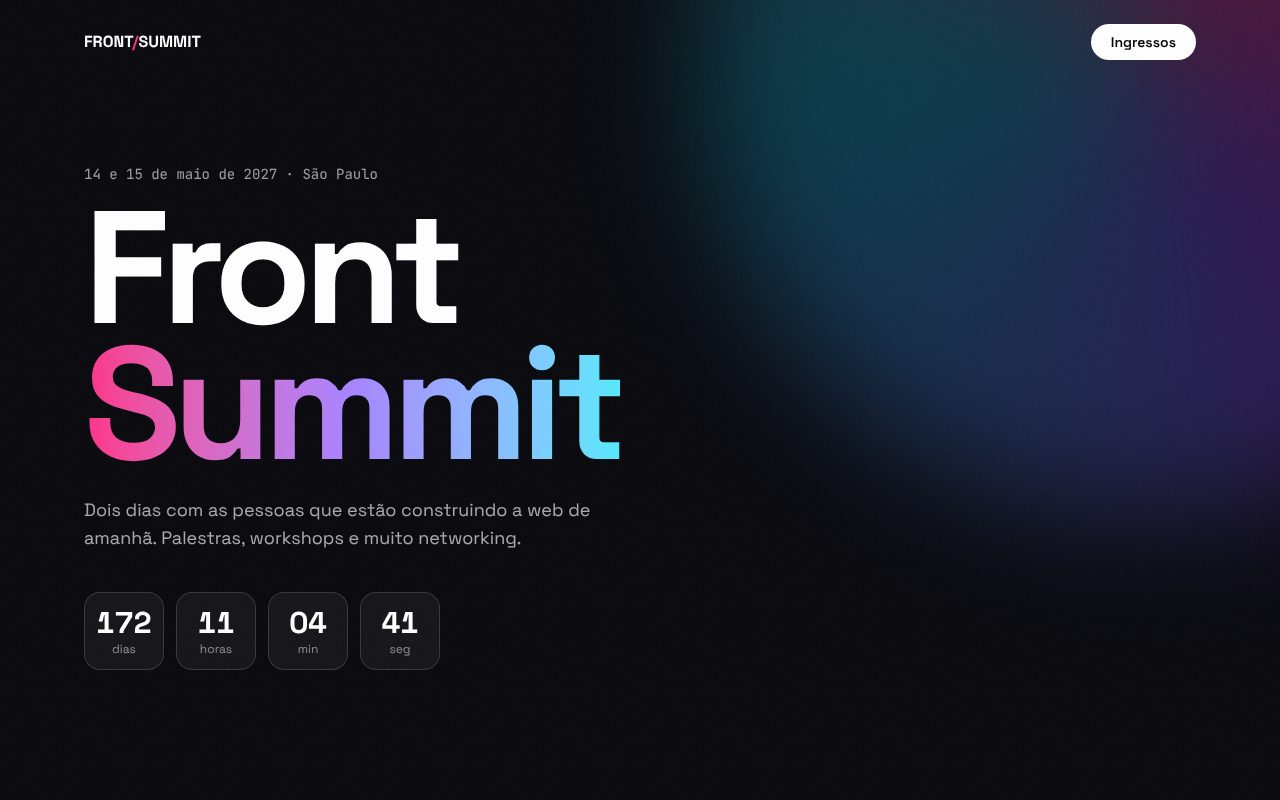 FRONT/SUMMIT
Ingressos
14 e 15 de maio de 2027 · São Paulo
Front
Summit
Dois dias com as pessoas que estão construindo a web de
amanhã. Palestras, workshops e muito networking.
172 11 04 41
dias horas min seg